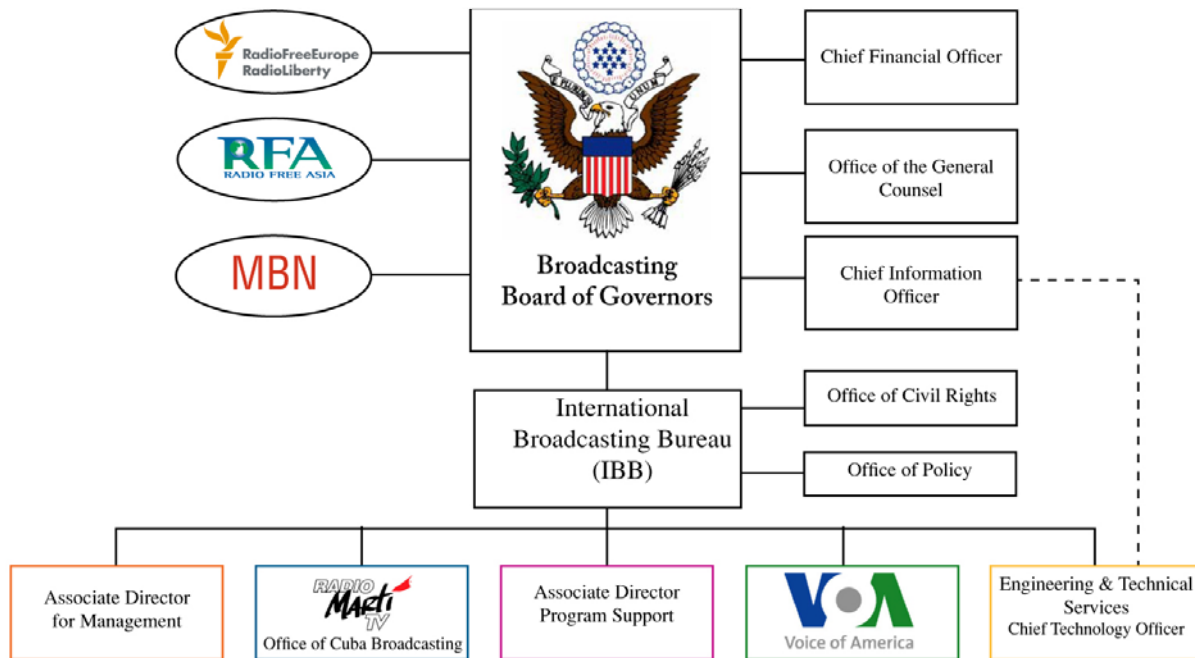 RadioFreeEurope
RadioLiberty
RFA
RADIO FREE ASIA
MBN
E PLURIBUS UNUM
Broadcasting
Board of Governors
Chief Financial Officer
Office of the General
Counsel
Chief Information
Officer
International
Broadcasting Bureau
(IBB)
Office of Civil Rights
Office of Policy
Associate Director
for Management
RADIO
Martí
TV
Office of Cuba Broadcasting
Associate Director
Program Support
VOA
Voice of America
Engineering & Technical
Services
Chief Technology Officer